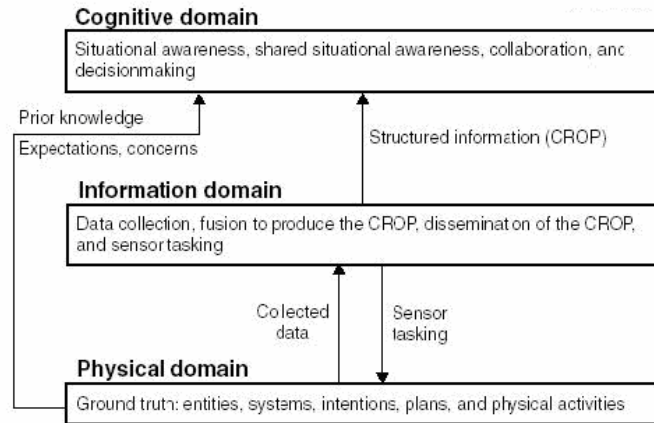 Cognitive domain
Situational awareness, shared situational awareness, collaboration, and
decisionmaking
Prior knowledge
Expectations, concerns
Structured information (CROP)
Information domain
Data collection, fusion to produce the CROP, dissemination of the CROP,
and sensor tasking
Collected
data
Sensor
tasking
Physical domain
Ground truth: entities, systems, intentions, plans, and physical activities